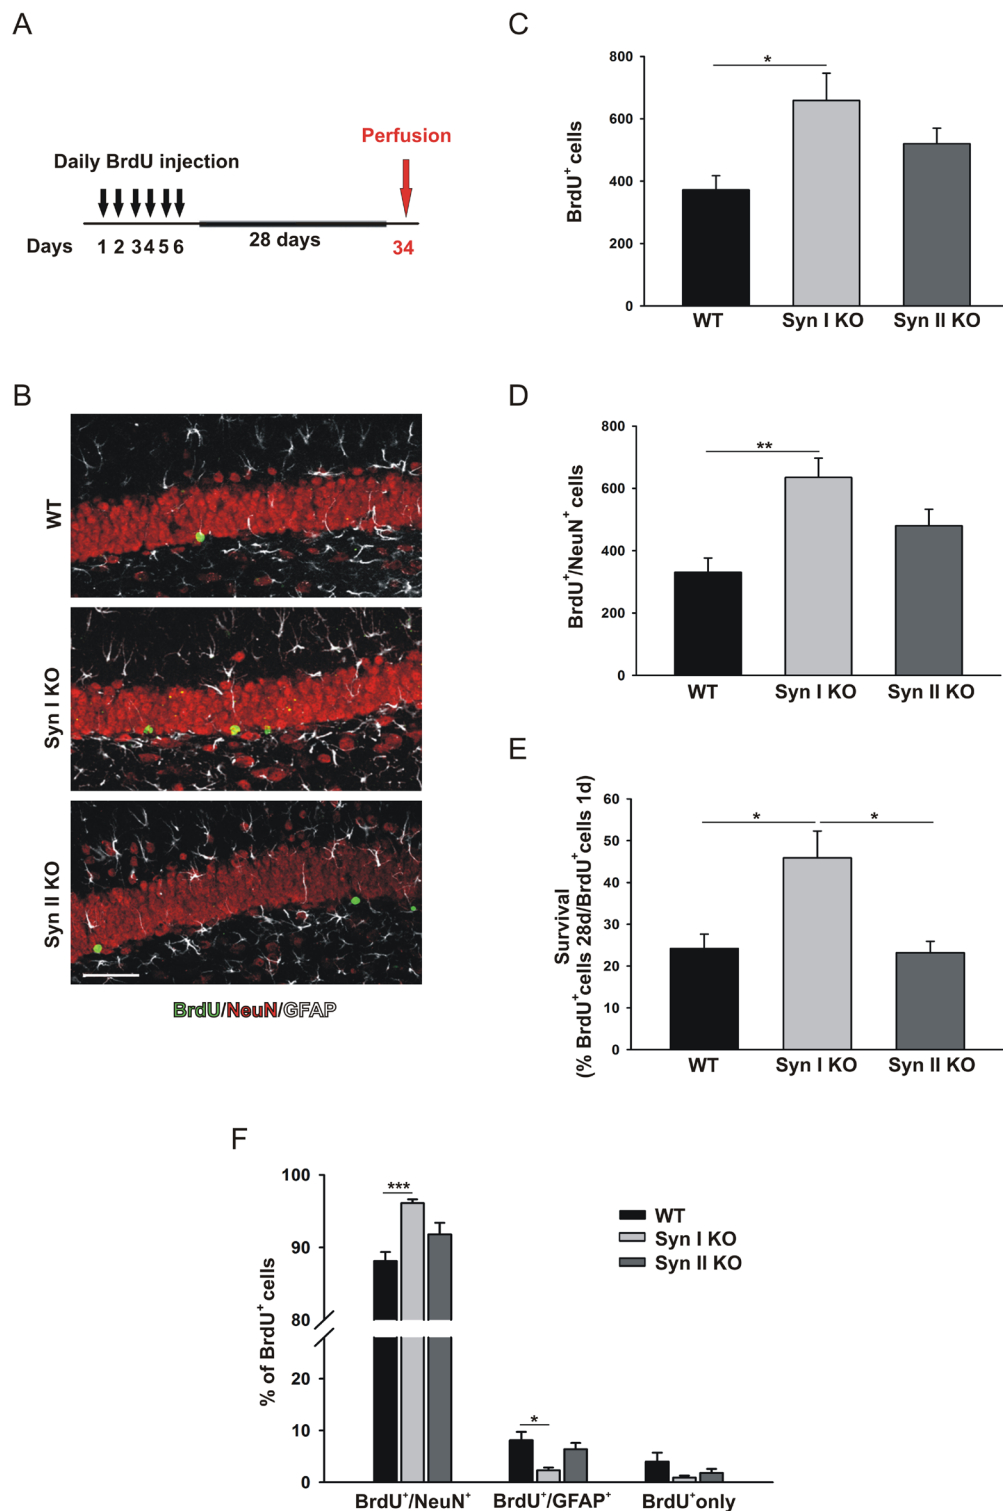 A
Daily BrdU injection
Perfusion
Days 1 2 3 4 5 6
28 days
34
B
WT
Syn I KO
Syn II KO
BrdU/NeuN/GFAP
C
BrdU⁺ cells
800
600
400
200
0
*
WT Syn I KO Syn II KO
D
BrdU⁺/NeuN⁺ cells
800
600
400
200
0
**
WT Syn I KO Syn II KO
E
Survival
(% BrdU⁺cells 28d/BrdU⁺cells 1d)
60
50
40
30
20
10
0
* *
WT Syn I KO Syn II KO
F
% of BrdU⁺ cells
100
90
80
20
10
0
***
*
WT
Syn I KO
Syn II KO
BrdU⁺/NeuN⁺ BrdU⁺/GFAP⁺ BrdU⁺only